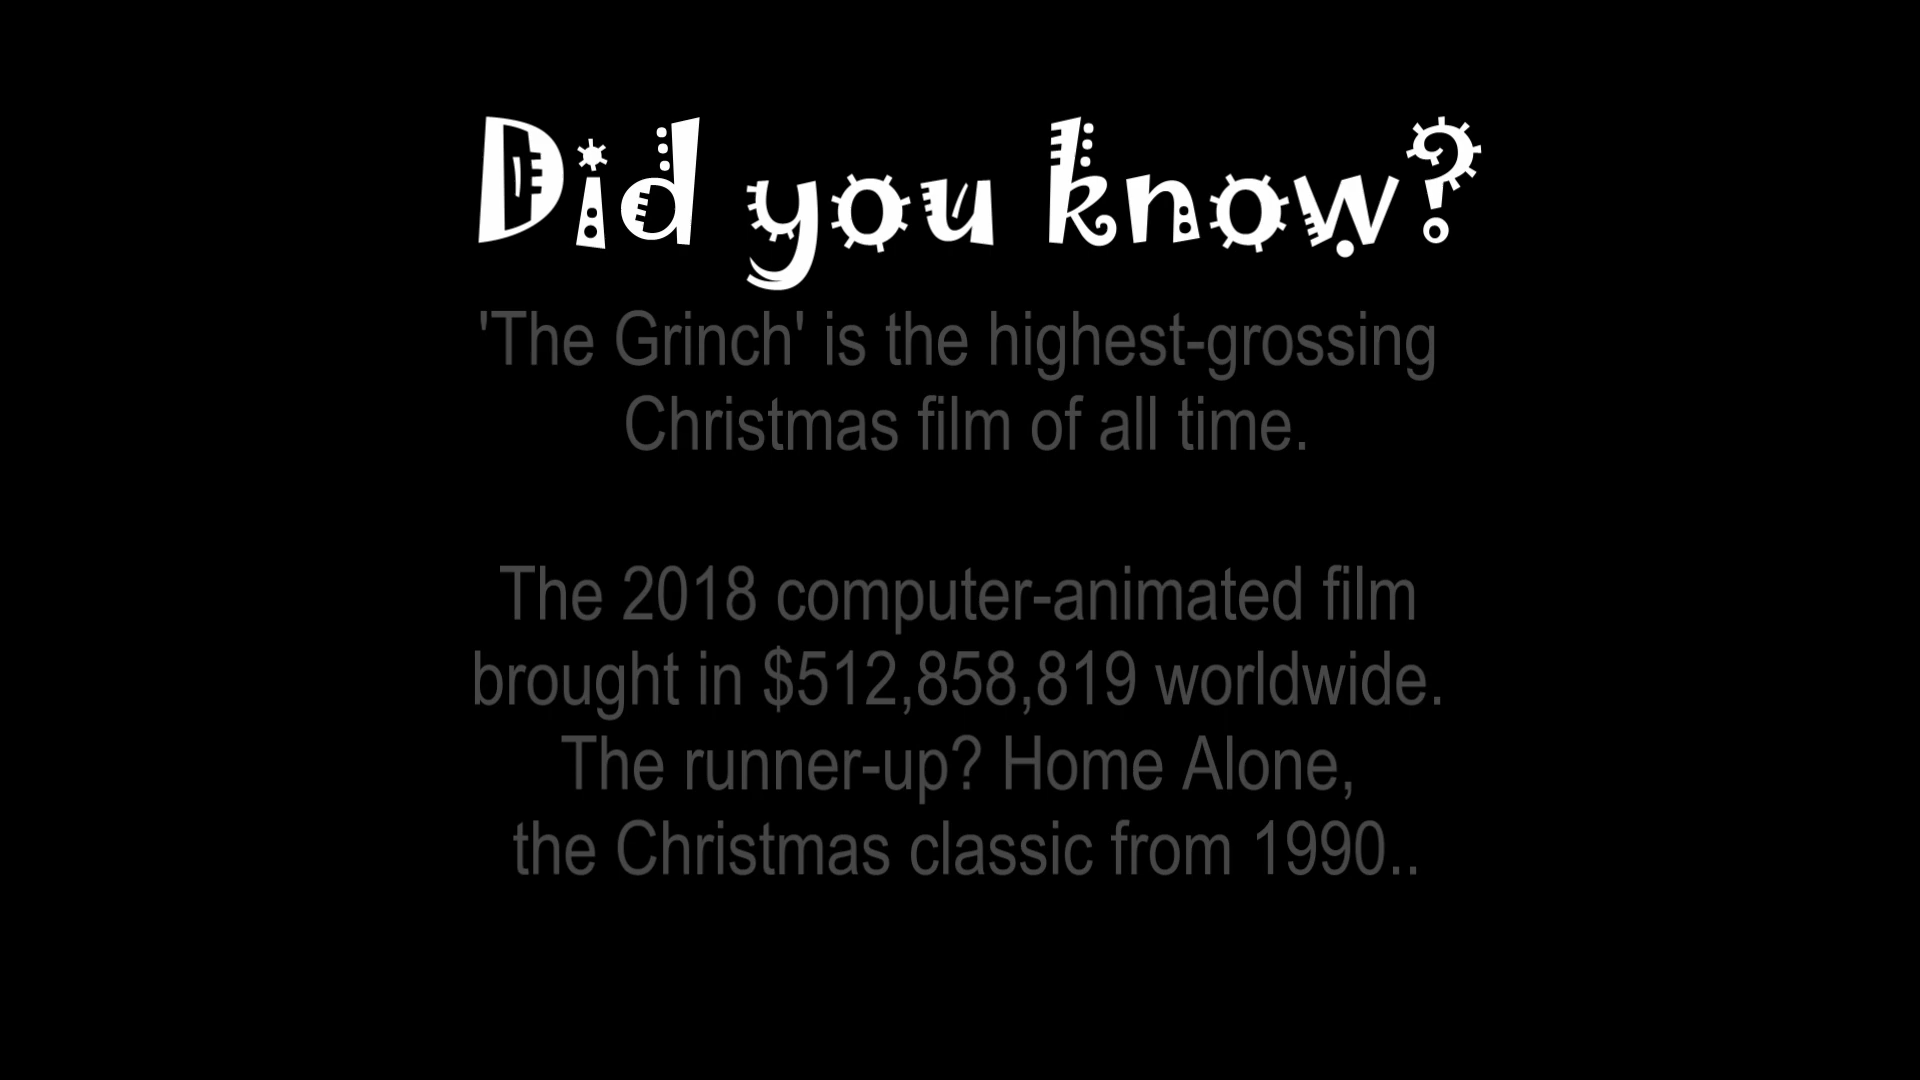 Did you know?
'The Grinch' is the highest-grossing
Christmas film of all time.
The 2018 computer-animated film
brought in $512,858,819 worldwide.
The runner-up? Home Alone,
the Christmas classic from 1990..